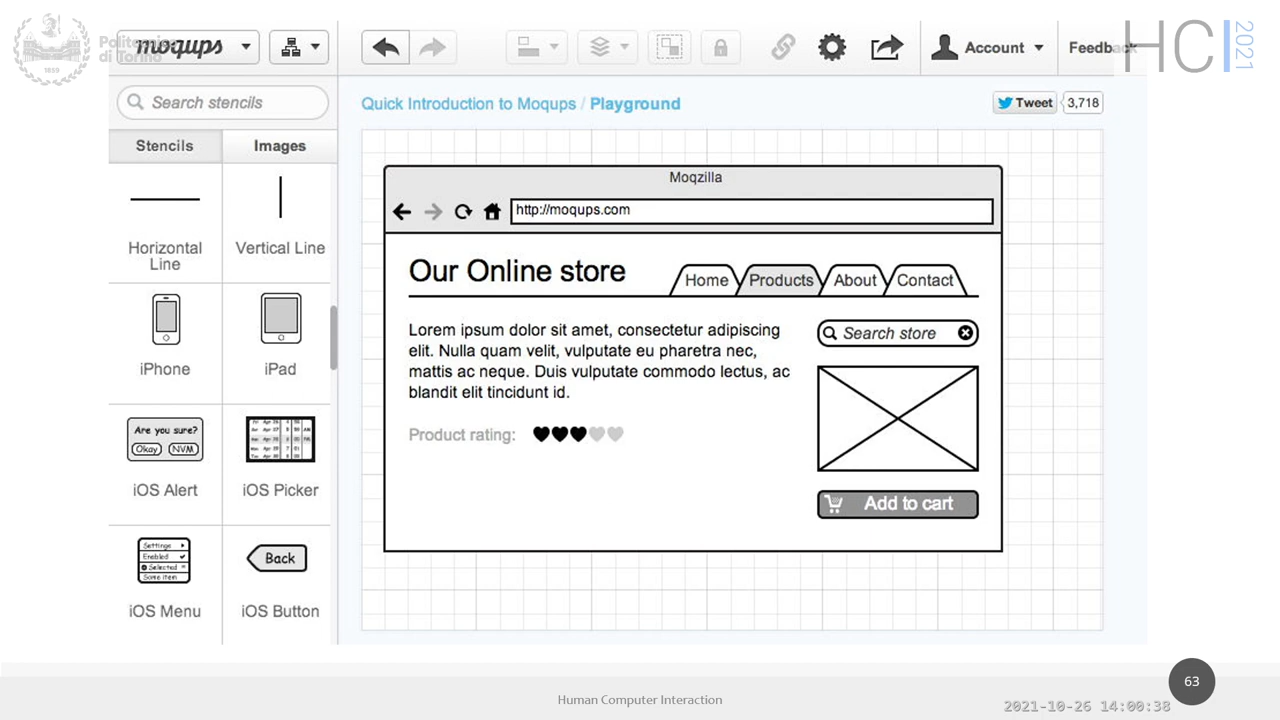 Politecnico
di Torino
1859
moqups
Account
Feedback
HCI
2021
Search stencils
Quick Introduction to Moqups / Playground
Tweet
3,718
Stencils
Images
Horizontal
Line
Vertical Line
iPhone
iPad
Are you sure?
Okay
NVM
iOS Alert
iOS Picker
Settings
Enabled
Selected
Some item
iOS Menu
Back
iOS Button
Moqzilla
http://moqups.com
Our Online store
Home
Products
About
Contact
Lorem ipsum dolor sit amet, consectetur adipiscing
elit. Nulla quam velit, vulputate eu pharetra nec,
mattis ac neque. Duis vulputate commodo lectus, ac
blandit elit tincidunt id.
Product rating:
Search store
Add to cart
Human Computer Interaction
63
2021-10-26 14:00:38